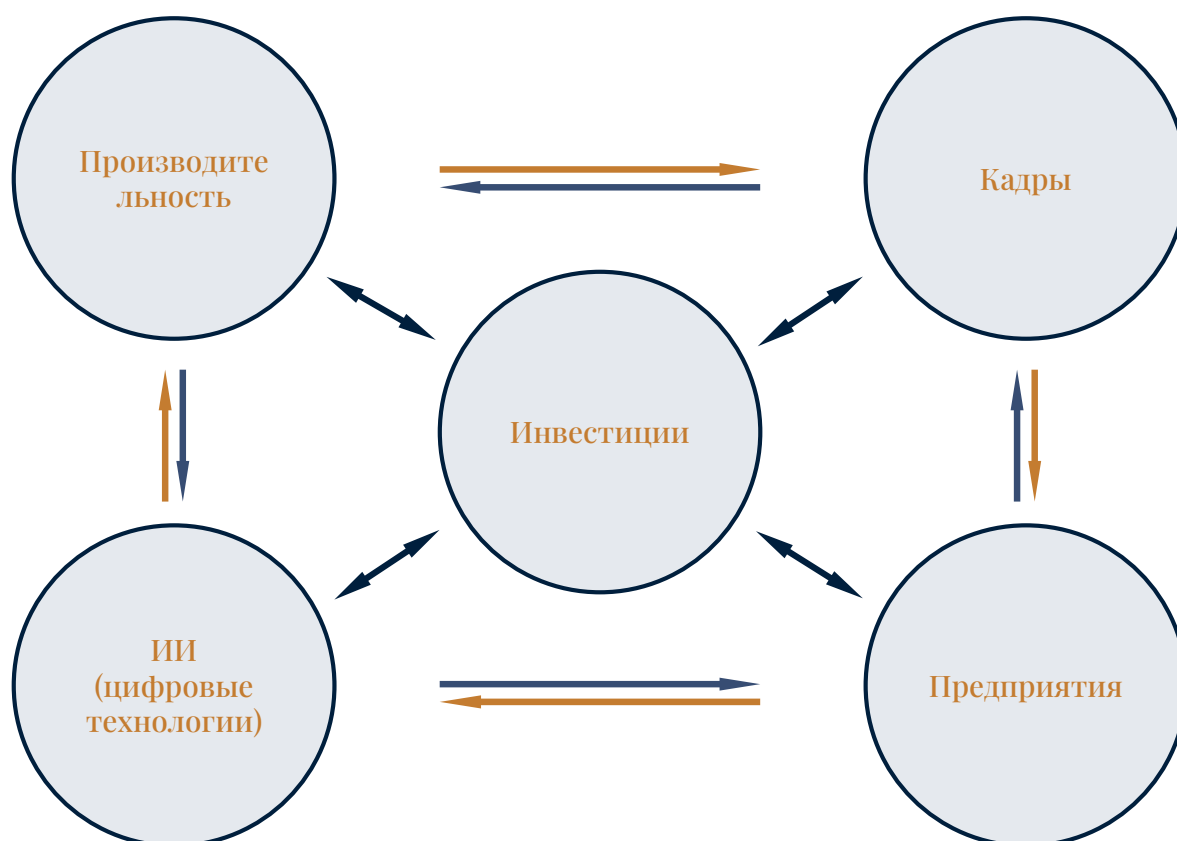 Производите
льность
Кадры
Инвестиции
ИИ
(цифровые
технологии)
Предприятия